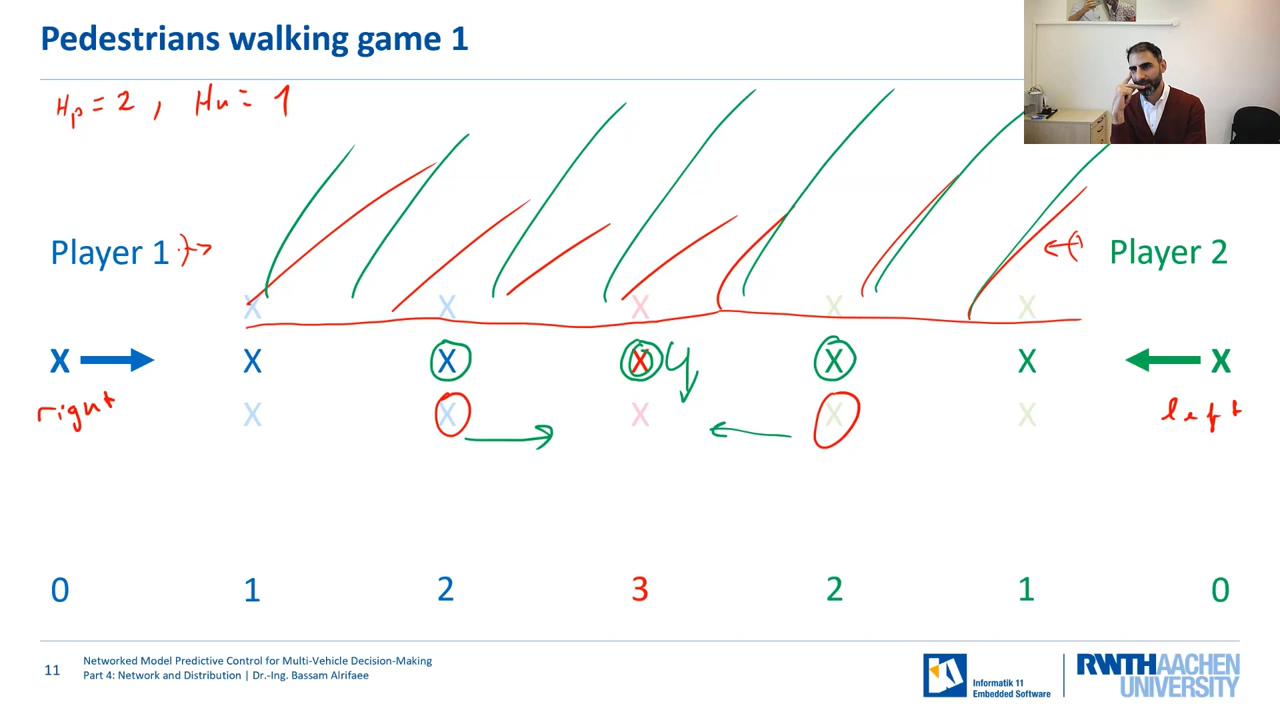 Pedestrians walking game 1
Hp = 2 , Hu = 1
Player 1
Player 2
X X X X X
X X X X X X X
right
left
X X X X X
0 1 2 3 2 1 0
11
Networked Model Predictive Control for Multi-Vehicle Decision-Making
Part 4: Network and Distribution | Dr.-Ing. Bassam Alrifaee
Informatik 11
Embedded Software
RWTHAACHEN
UNIVERSITY